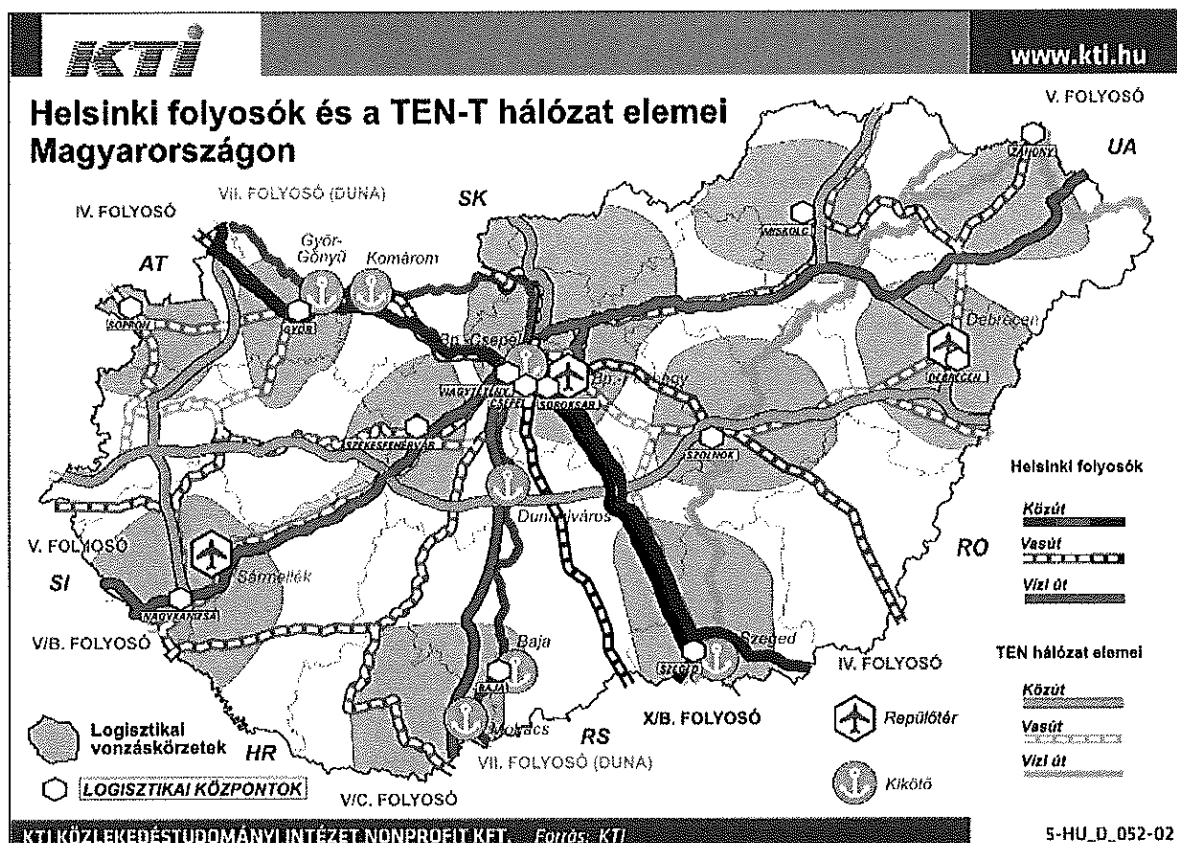 KTI
www.kti.hu
Helsinki folyosók és a TEN-T hálózat elemei
Magyarországon
V. FOLYOSÓ
UA
ZÁHONY
VII. FOLYOSÓ (DUNA)
SK
IV. FOLYOSÓ
Győr-
Gönyű
Komárom
AT
MISKOLC
SOPRON
GYŐR
Debrecen
DEBRECEN
Bp.-Csepel
NAGYTÉTÉNY
CSEPEL
SOROKSÁR
SZÉKESFEHÉRVÁR
SZOLNOK
Helsinki folyosók
Közút
Vasút
Vízi út
Dunaújváros
V. FOLYOSÓ
RO
SI
Sármellék
NAGYKANIZSA
V/B. FOLYOSÓ
Baja
BAJA
Szeged
SZEGED
IV. FOLYOSÓ
TEN hálózat elemei
Közút
Vasút
Vízi út
X/B. FOLYOSÓ
Repülőtér
Mohács
RS
Logisztikai
vonzáskörzetek
HR
VII. FOLYOSÓ (DUNA)
LOGISZTIKAI KÖZPONTOK
V/C. FOLYOSÓ
Kikötő
KTI KÖZLEKEDÉSTUDOMÁNYI INTÉZET NONPROFIT KFT. Forrás: KTI
5-HU_D_052-02